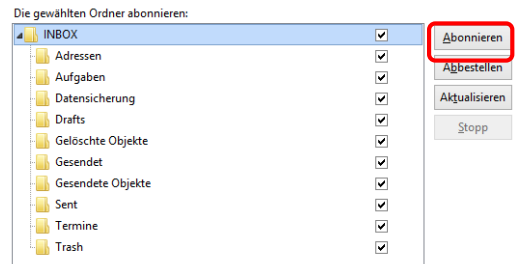 Die gewählten Ordner abonnieren:
INBOX
Adressen
Aufgaben
Datensicherung
Drafts
Gelöschte Objekte
Gesendet
Gesendete Objekte
Sent
Termine
Trash
Abonnieren
Abbestellen
Aktualisieren
Stopp